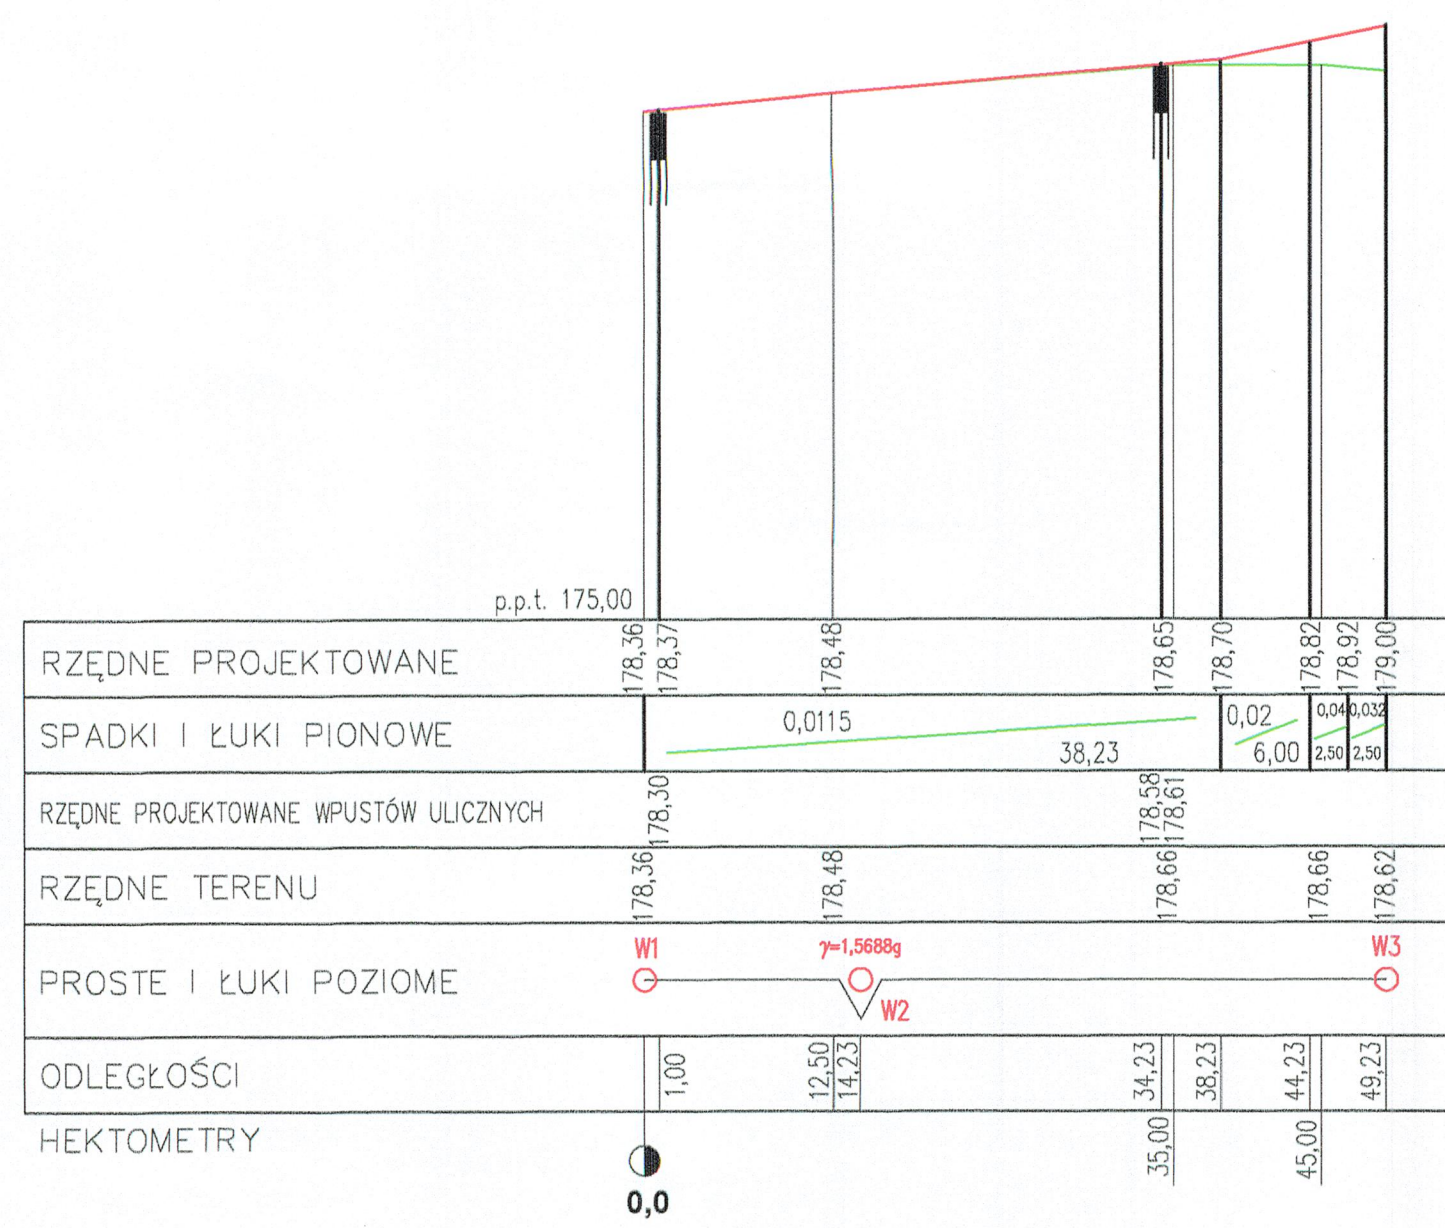 p.p.t. 175,00
RZĘDNE PROJEKTOWANE 178,36 178,37 178,48 178,65 178,70 178,82 178,92 179,00
SPADKI I ŁUKI PIONOWE 0,0115 38,23 0,02 6,00 0,04 2,50 0,032 2,50
RZĘDNE PROJEKTOWANE WPUSTÓW ULICZNYCH 178,30 178,58 178,61
RZĘDNE TERENU 178,36 178,48 178,66 178,66 178,62
W1 γ=1,5688g W3
PROSTE I ŁUKI POZIOME
W2
ODLEGŁOŚCI 1,00 12,50 14,23 34,23 38,23 44,23 49,23
HEKTOMETRY 35,00 45,00
0,0